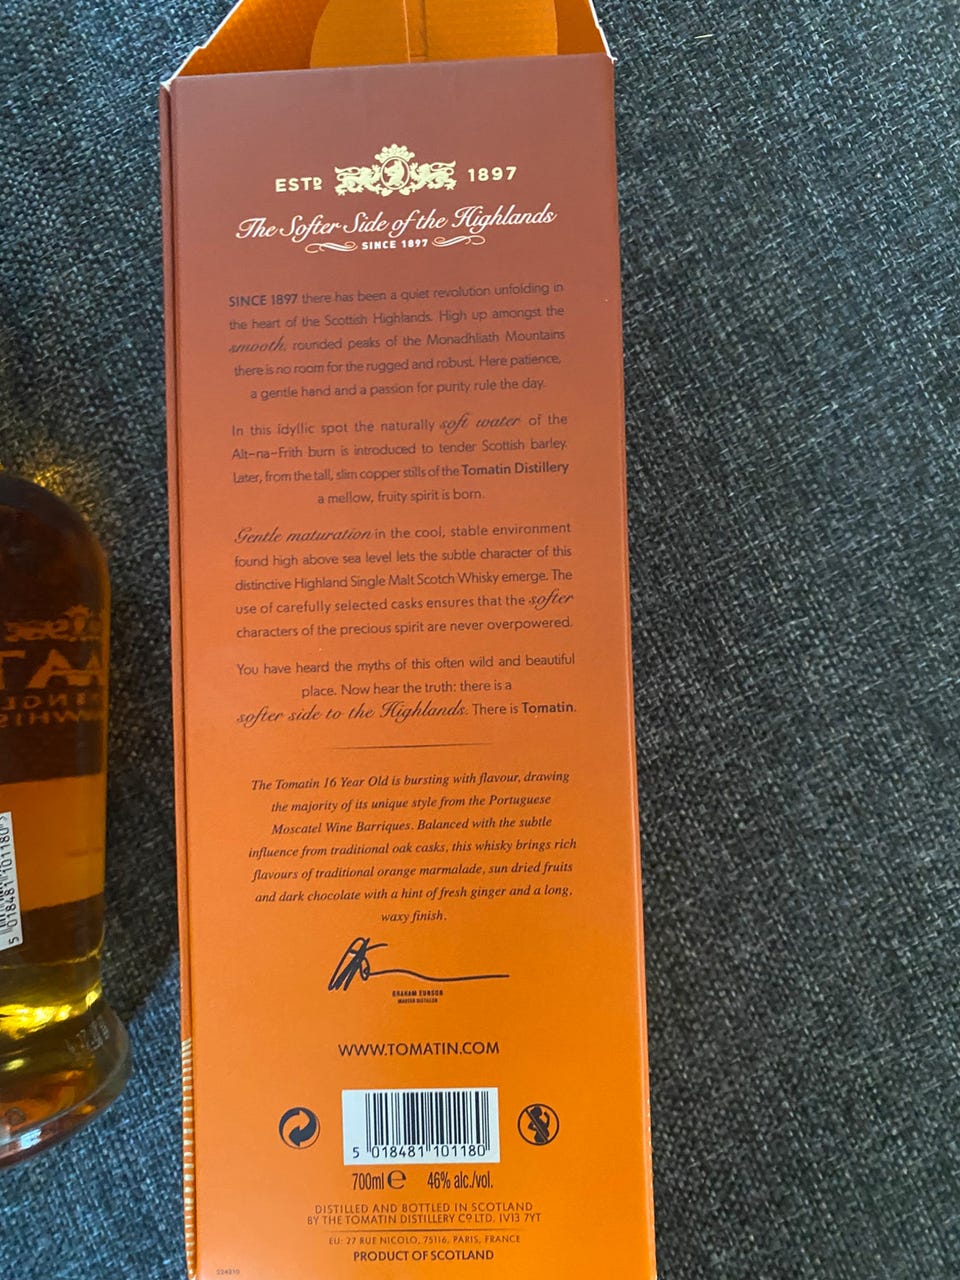 ESTD 1897
The Softer Side of the Highlands
SINCE 1897
SINCE 1897 there has been a quiet revolution unfolding in
the heart of the Scottish Highlands. High up amongst the
smooth, rounded peaks of the Monadhliath Mountains
there is no room for the rugged and robust. Here patience,
a gentle hand and a passion for purity rule the day.
In this idyllic spot the naturally soft water of the
Alt-na-Frith burn is introduced to tender Scottish barley.
Later, from the tall, slim copper stills of the Tomatin Distillery
a mellow, fruity spirit is born.
Gentle maturation in the cool, stable environment
found high above sea level lets the subtle character of this
distinctive Highland Single Malt Scotch Whisky emerge. The
use of carefully selected casks ensures that the softer
characters of the precious spirit are never overpowered.
You have heard the myths of this often wild and beautiful
place. Now hear the truth: there is a
softer side to the Highlands. There is Tomatin.
The Tomatin 16 Year Old is bursting with flavour, drawing
the majority of its unique style from the Portuguese
Moscatel Wine Barriques. Balanced with the subtle
influence from traditional oak casks, this whisky brings rich
flavours of traditional orange marmalade, sun dried fruits
and dark chocolate with a hint of fresh ginger and a long,
waxy finish.
GRAHAM EUNSON
MASTER DISTILLER
WWW.TOMATIN.COM
5 018481 101180
700ml e 46% alc./vol.
DISTILLED AND BOTTLED IN SCOTLAND
BY THE TOMATIN DISTILLERY CO LTD. IV13 7YT
EU: 27 RUE NICOLO, 75116, PARIS, FRANCE
PRODUCT OF SCOTLAND
5 018481 101180